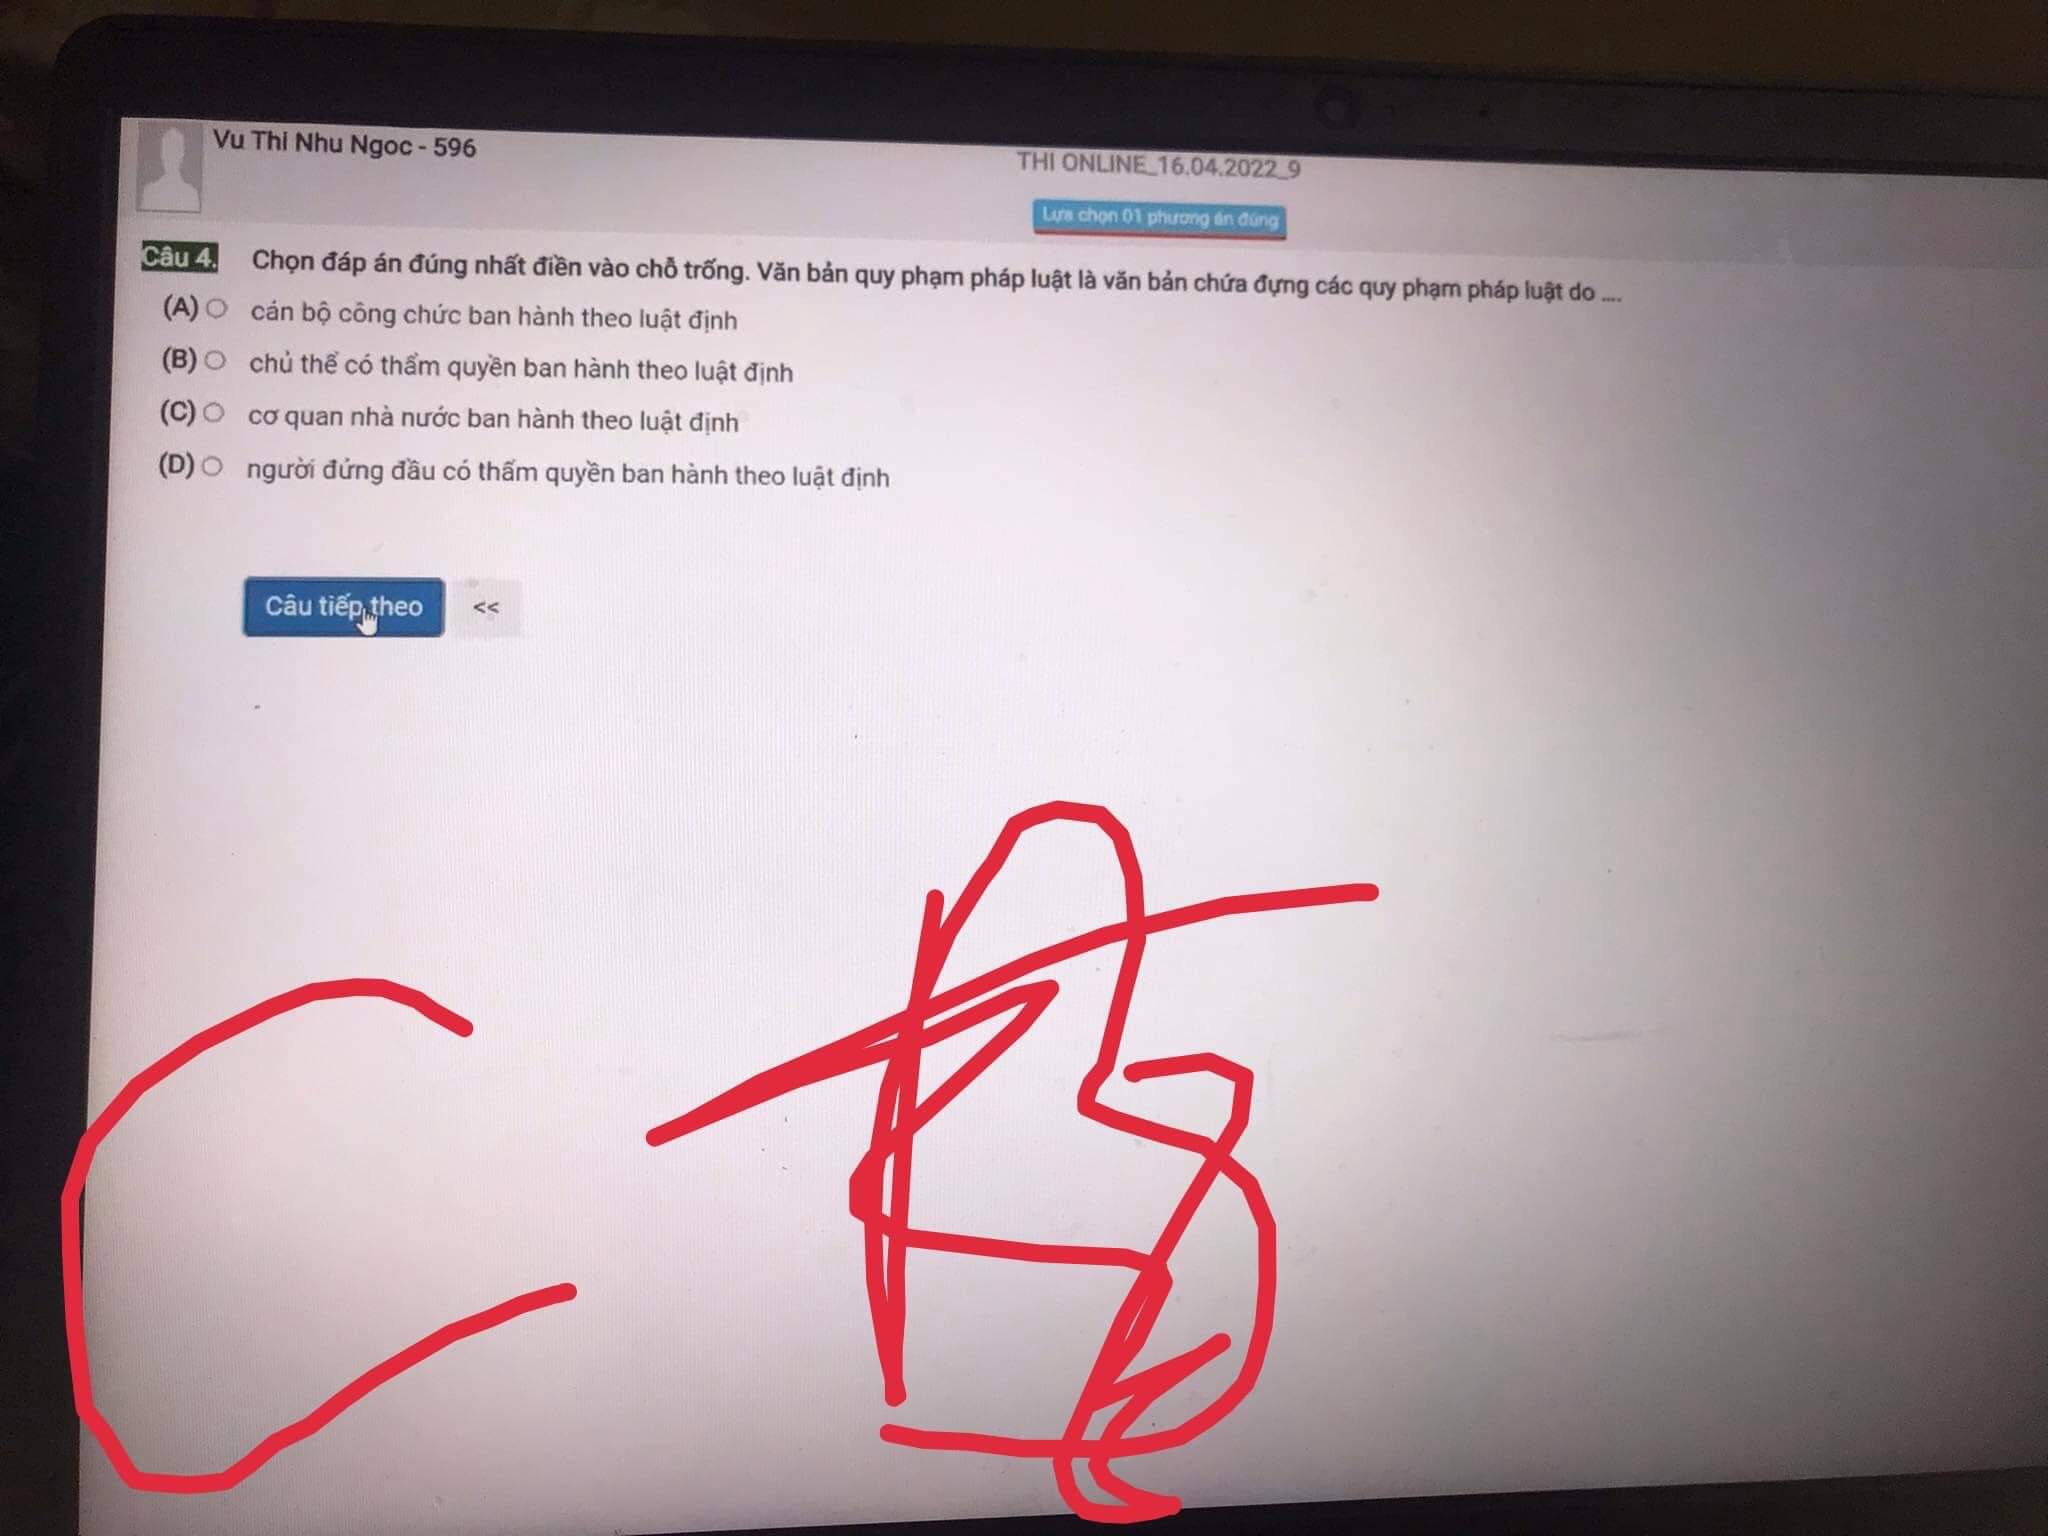 Vu Thi Nhu Ngoc - 596
THI ONLINE_16.04.2022_9
Lựa chọn 01 phương án đúng
Câu 4. Chọn đáp án đúng nhất điền vào chỗ trống. Văn bản quy phạm pháp luật là văn bản chứa đựng các quy phạm pháp luật do ....
(A) cán bộ công chức ban hành theo luật định
(B) chủ thể có thẩm quyền ban hành theo luật định
(C) cơ quan nhà nước ban hành theo luật định
(D) người đứng đầu có thẩm quyền ban hành theo luật định
Câu tiếp theo <<